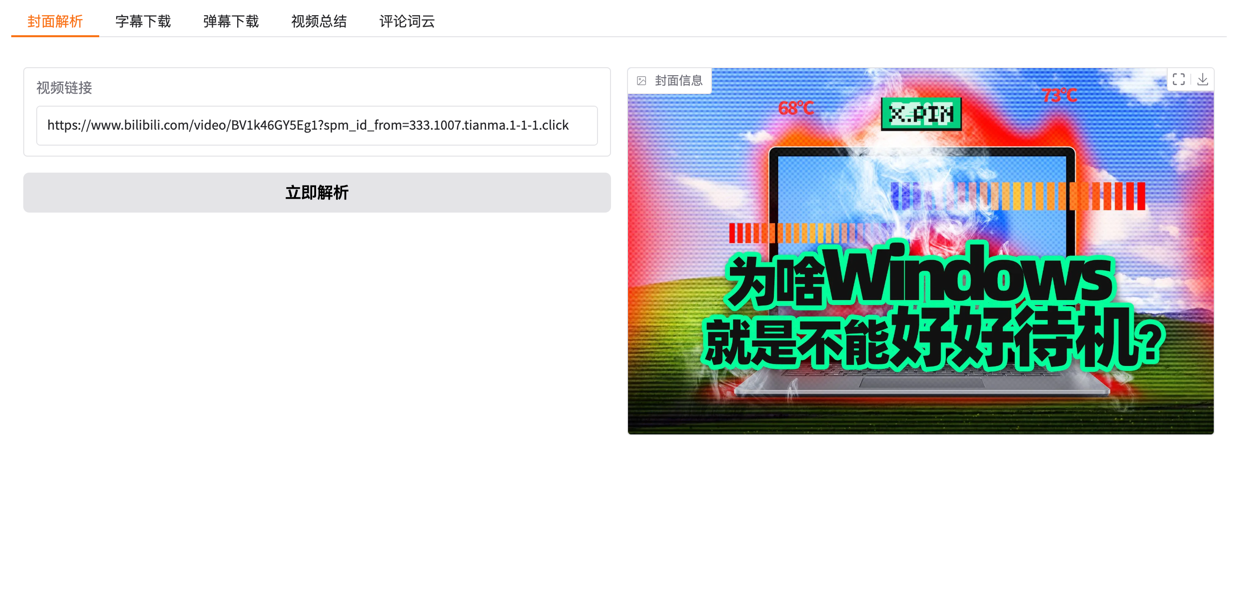 封面解析 字幕下载 弹幕下载 视频总结 评论词云
视频链接
https://www.bilibili.com/video/BV1k46GY5Eg1?spm_id_from=333.1007.tianma.1-1-1.click
立即解析
封面信息
68℃
73℃
X.PIN
为啥Windows
就是不能好好待机?